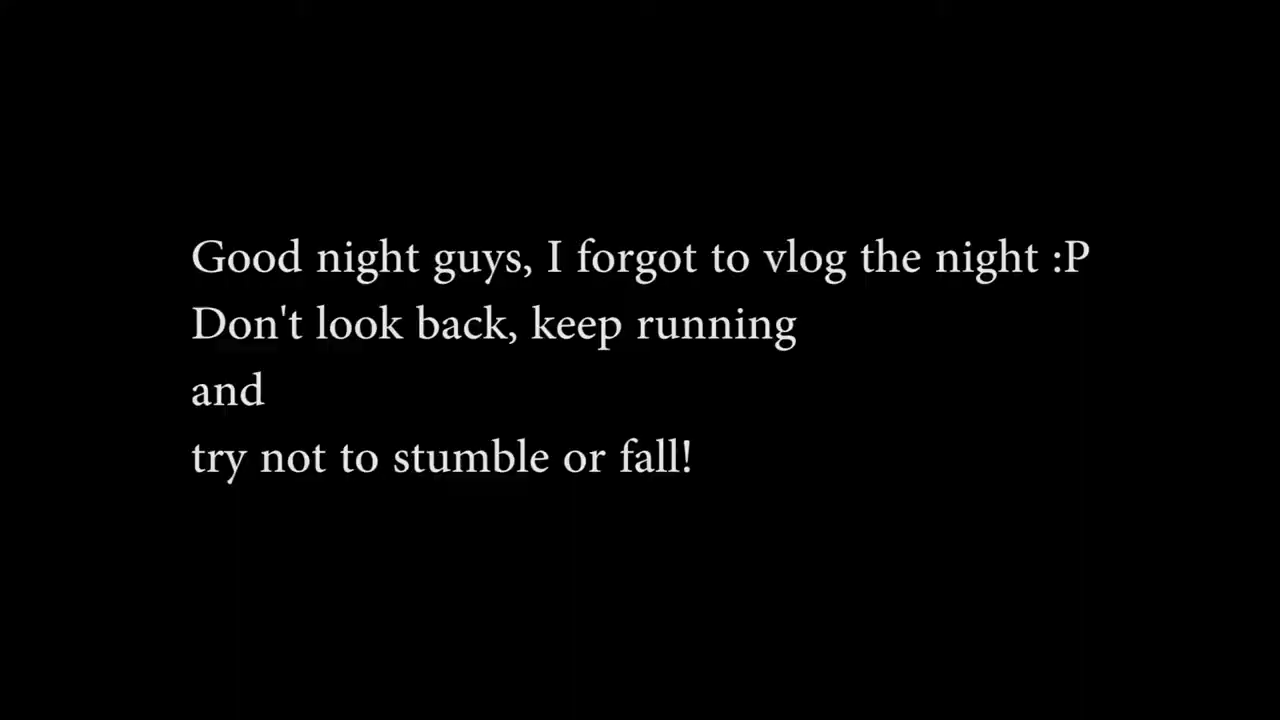 Good night guys, I forgot to vlog the night :P
Don't look back, keep running
and
try not to stumble or fall!